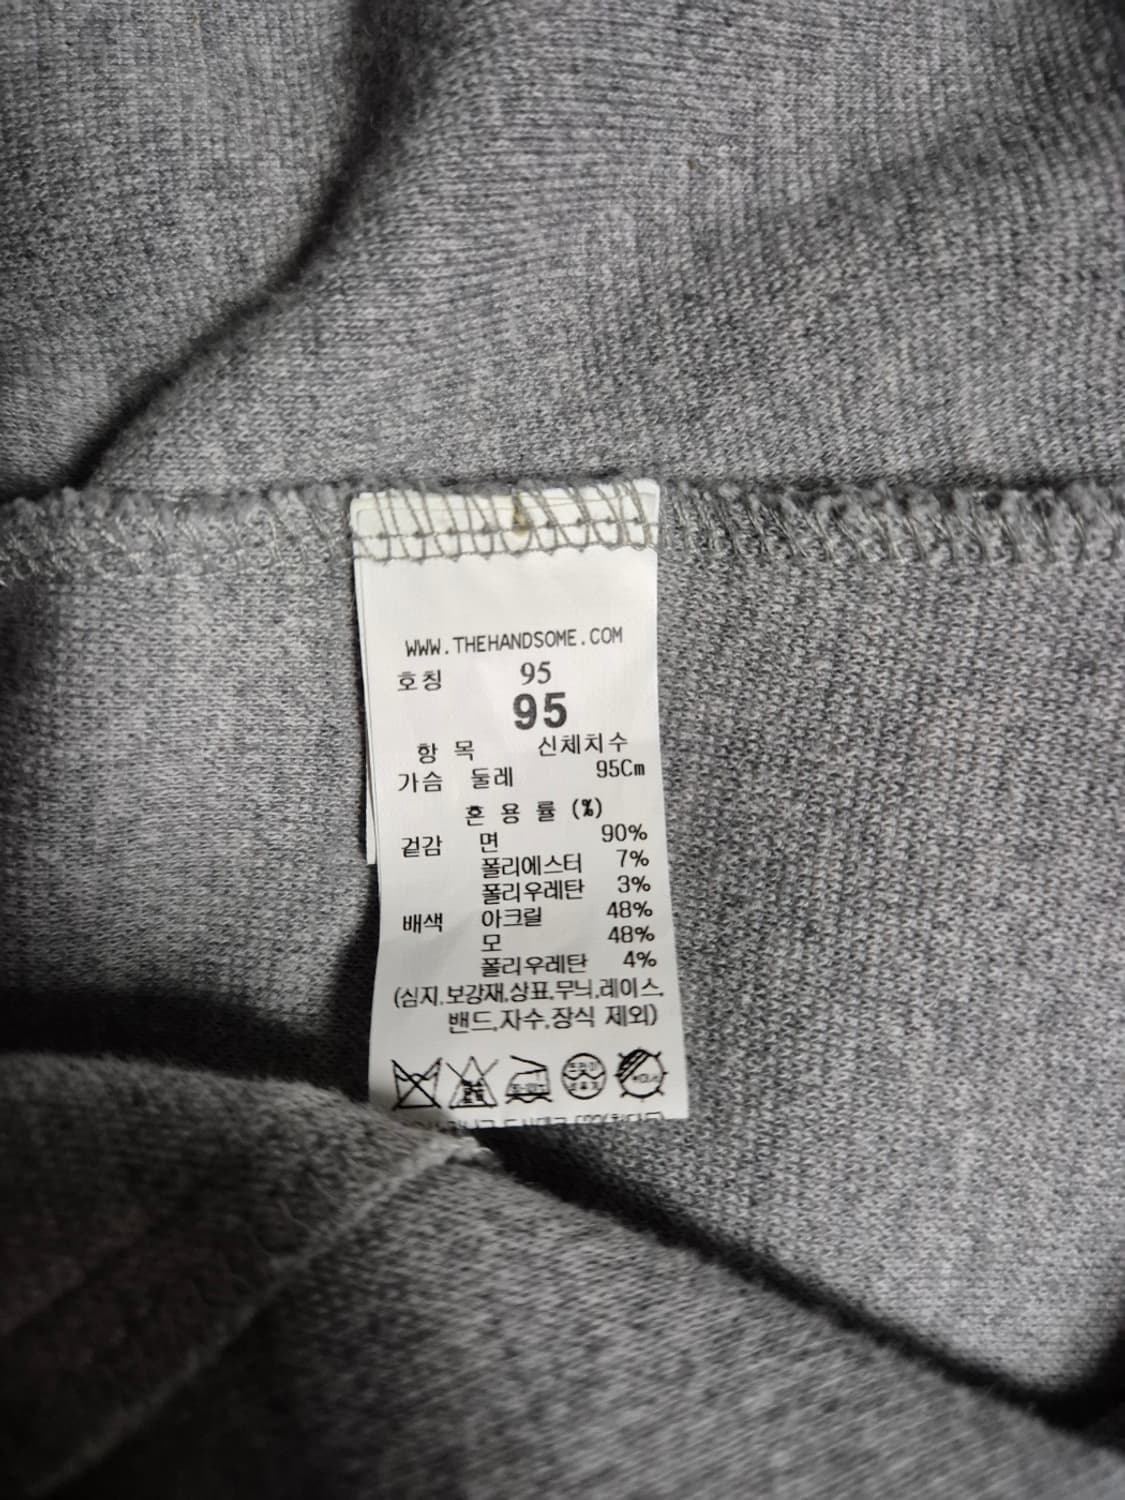 WWW.THEHANDSOME.COM
호칭 95
95
항 목 신체치수
가슴 둘레 95Cm
혼 용 률 (%)
겉감 면 90%
폴리에스터 7%
폴리우레탄 3%
배색 아크릴 48%
모 48%
폴리우레탄 4%
(심지,보강재,상표,무늬,레이스,
밴드,자수,장식 제외)